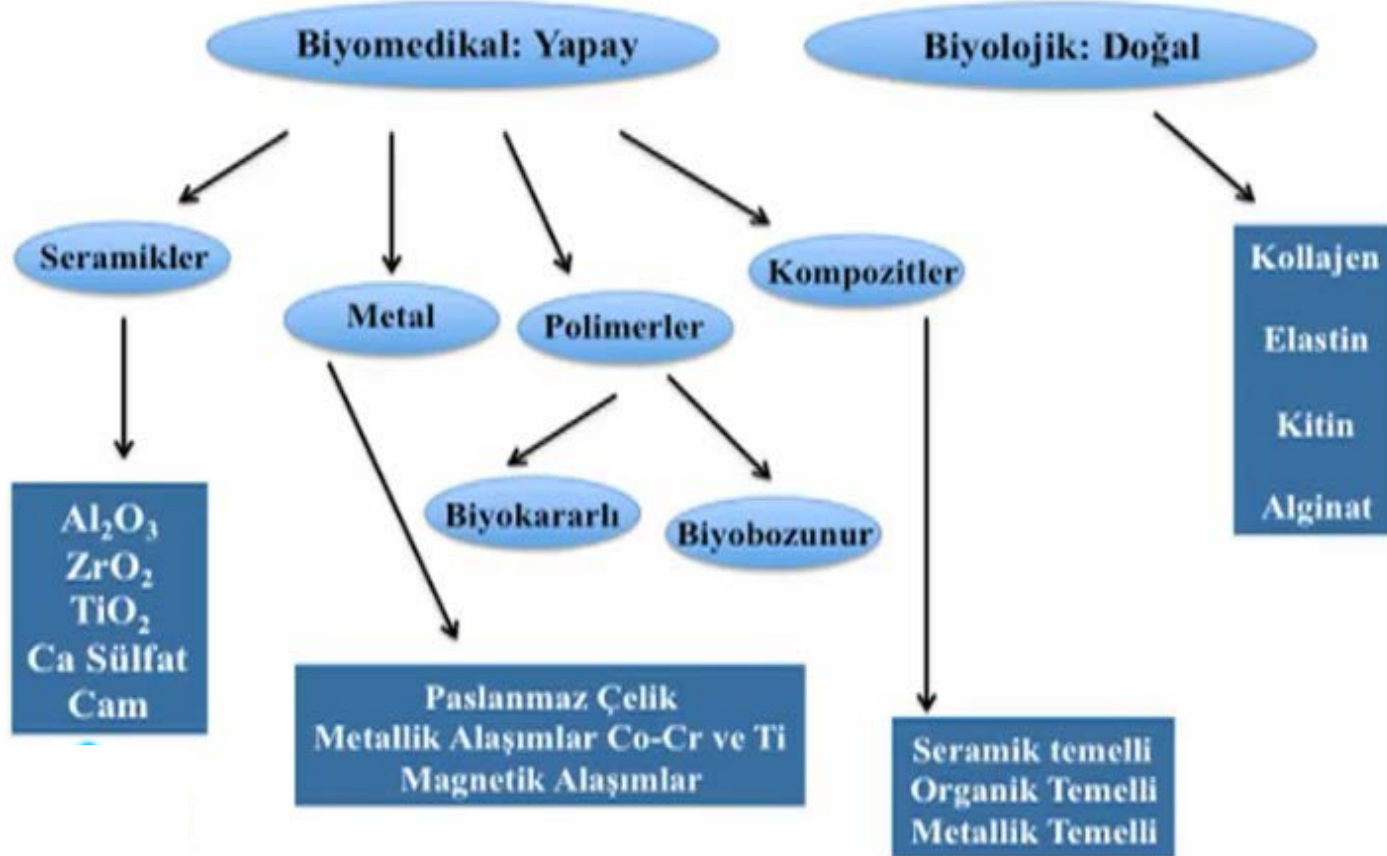 Biyomedikal: Yapay
Biyolojik: Doğal
Seramikler
Metal
Polimerler
Kompozitler
Biyokararlı
Biyobozunur
Al₂O₃
ZrO₂
TiO₂
Ca Sülfat
Cam
Paslanmaz Çelik
Metallik Alaşımlar Co-Cr ve Ti
Magnetik Alaşımlar
Seramik temelli
Organik Temelli
Metallik Temelli
Kollajen
Elastin
Kitin
Alginat